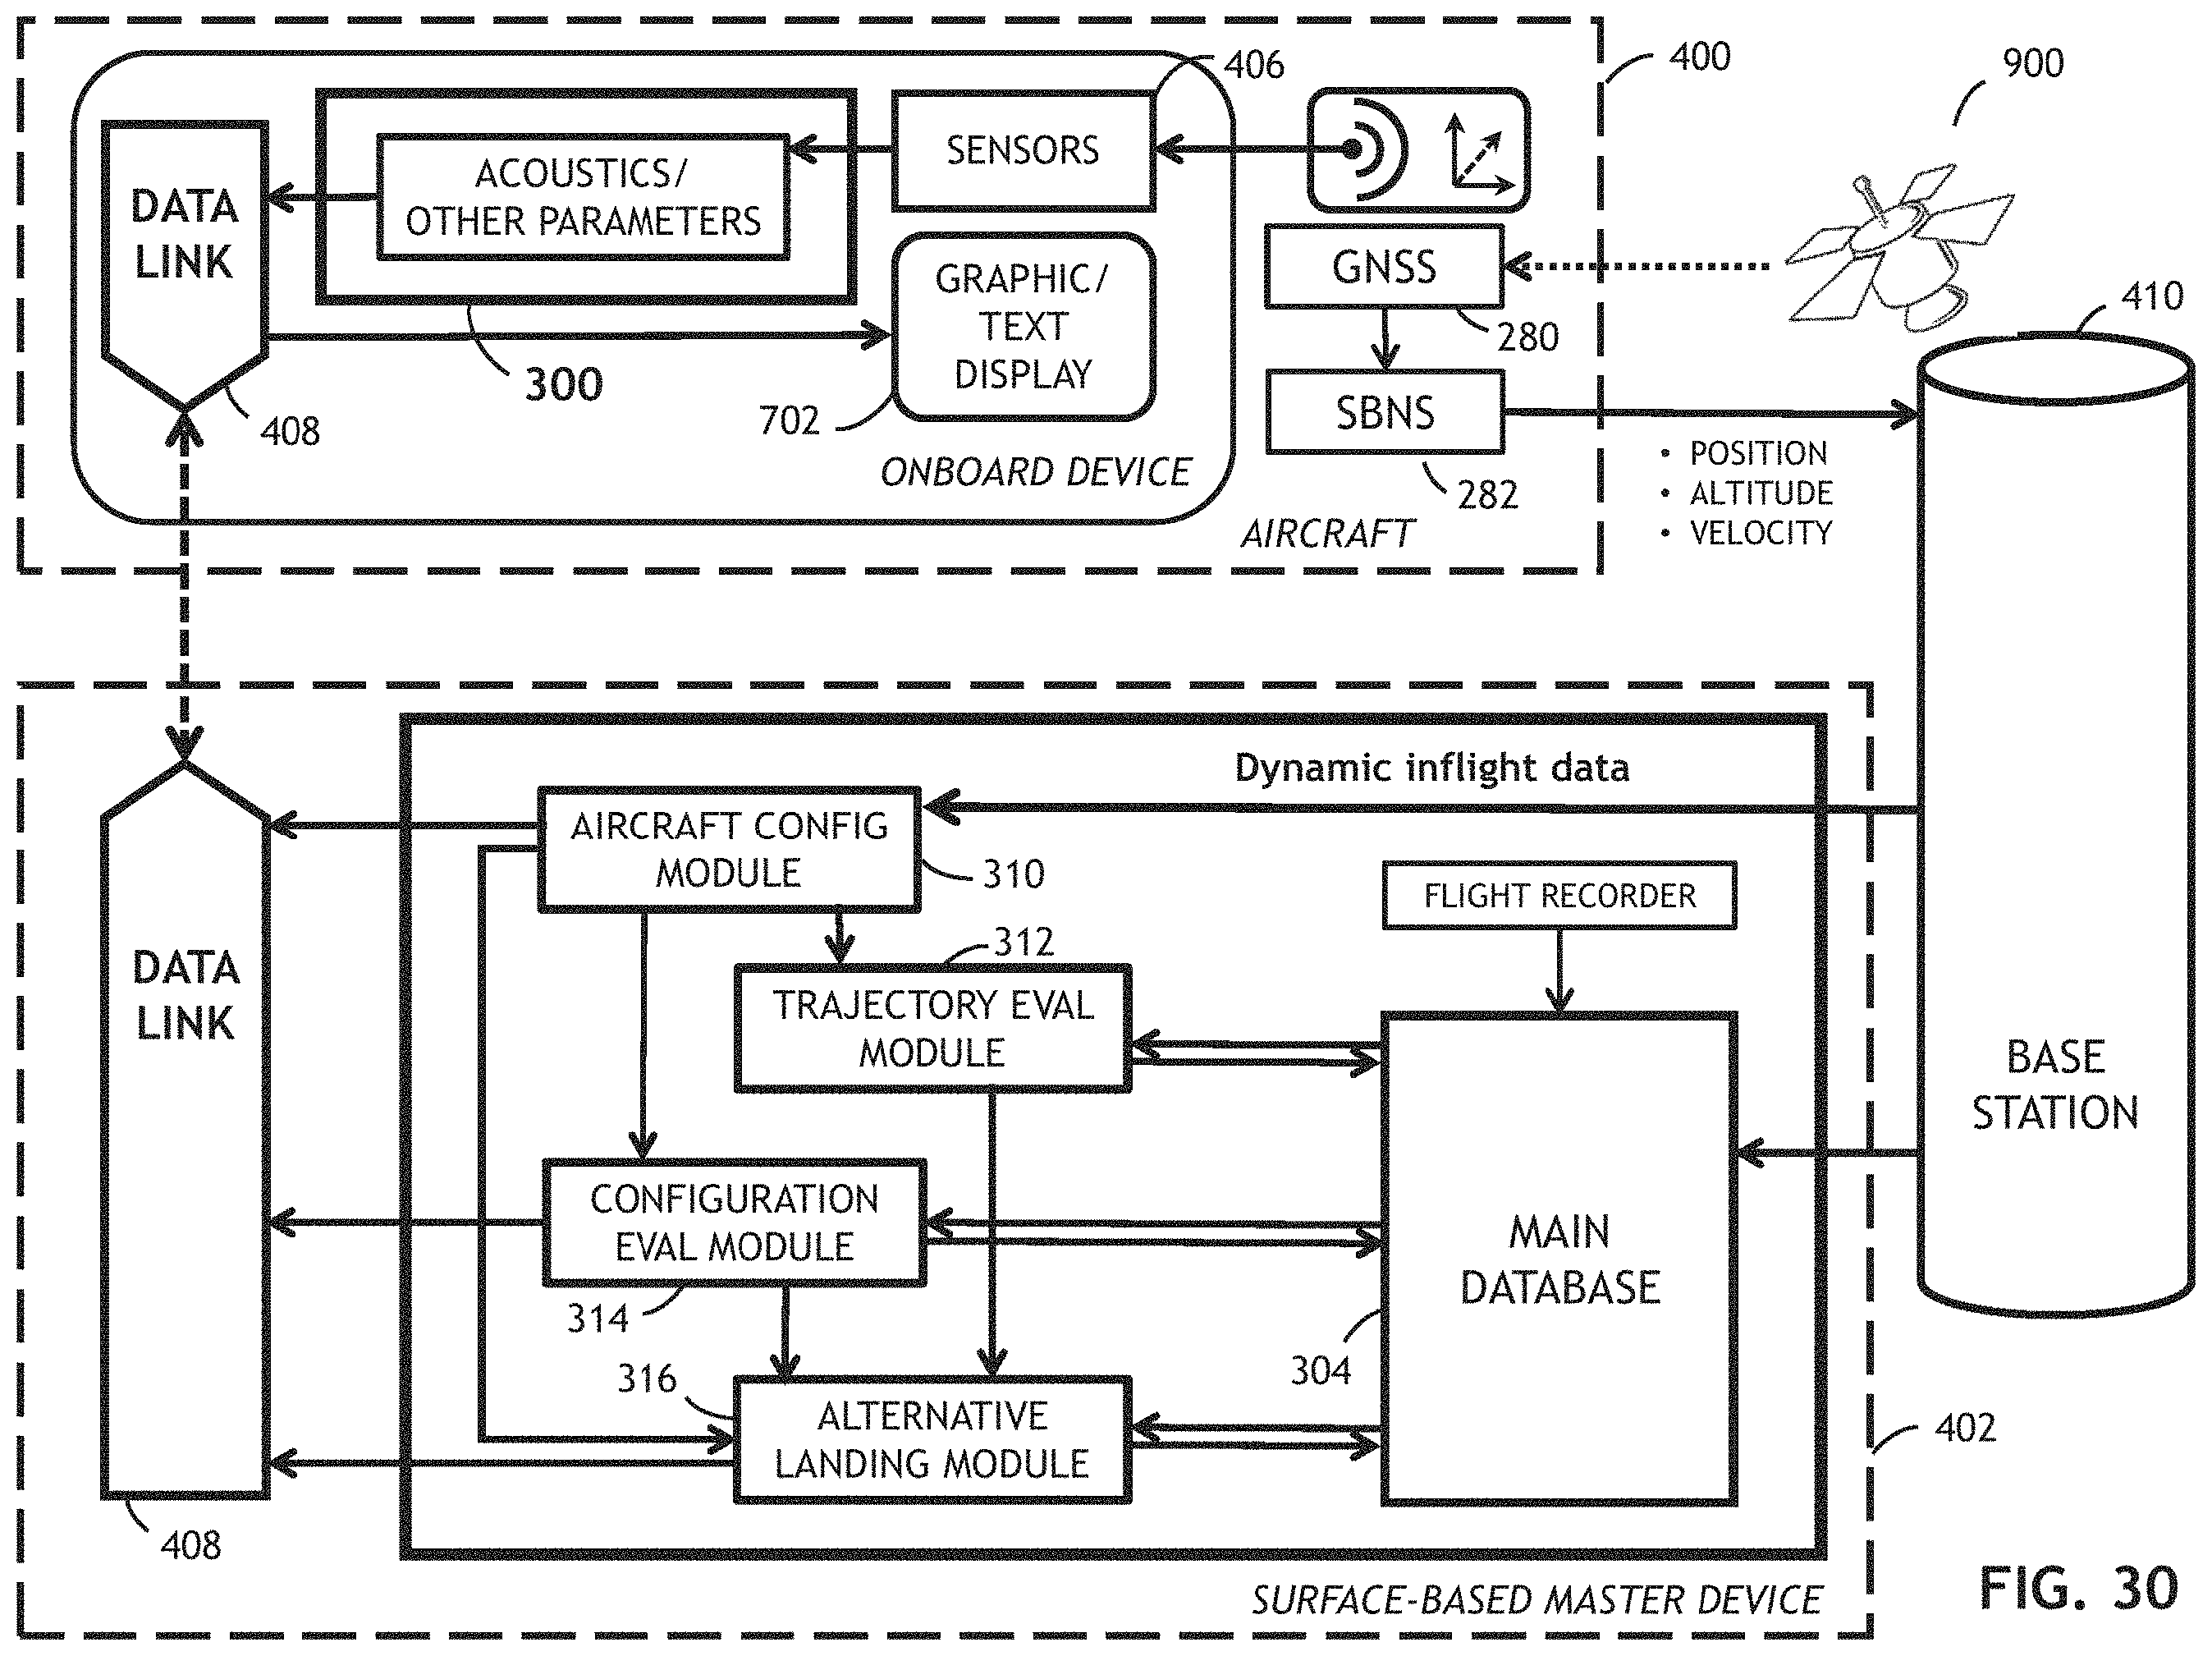 400
900
406
SENSORS
ACOUSTICS/
OTHER PARAMETERS
DATA
LINK
GRAPHIC/
TEXT
DISPLAY
GNSS
280
410
300
702
408
SBNS
282
ONBOARD DEVICE
AIRCRAFT
• POSITION
• ALTITUDE
• VELOCITY
Dynamic inflight data
AIRCRAFT CONFIG
MODULE
310
FLIGHT RECORDER
312
TRAJECTORY EVAL
MODULE
DATA
LINK
BASE
STATION
CONFIGURATION
EVAL MODULE
314
MAIN
DATABASE
304
316
ALTERNATIVE
LANDING MODULE
402
408
SURFACE-BASED MASTER DEVICE
FIG. 30